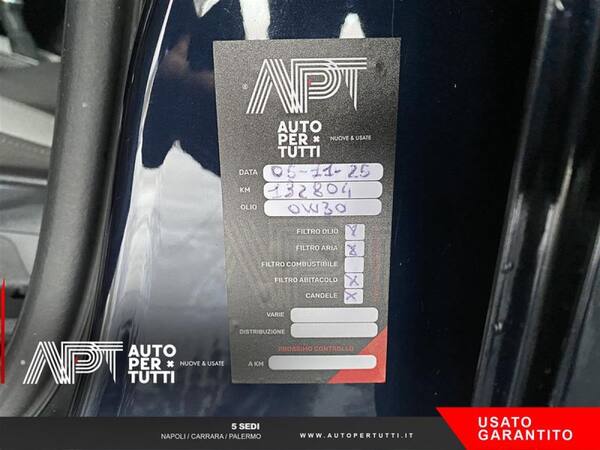 APT
AUTO
PER
TUTTI
NUOVE & USATE
DATA 05-11-25
KM 132804
OLIO 0W30
FILTRO OLIO X
FILTRO ARIA X
FILTRO COMBUSTIBILE
FILTRO ABITACOLO X
CANDELE X
VARIE
DISTRIBUZIONE
PROSSIMO CONTROLLO
A KM
APT
AUTO
PER
TUTTI
NUOVE & USATE
5 SEDI
NAPOLI / CARRARA / PALERMO
WWW.AUTOPERTUTTI.IT
USATO
GARANTITO